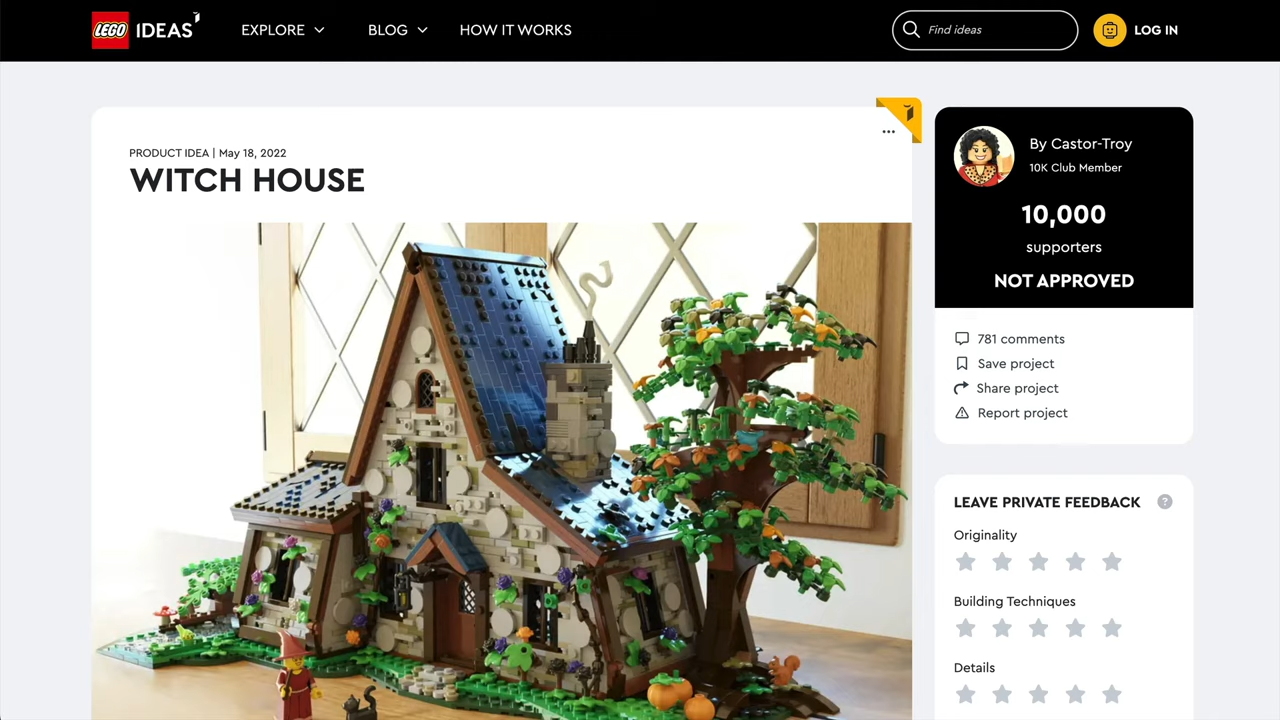 LEGO IDEAS
EXPLORE
BLOG
HOW IT WORKS
Find ideas
LOG IN
PRODUCT IDEA | May 18, 2022
WITCH HOUSE
By Castor-Troy
10K Club Member
10,000
supporters
NOT APPROVED
781 comments
Save project
Share project
Report project
LEAVE PRIVATE FEEDBACK ?
Originality
Building Techniques
Details